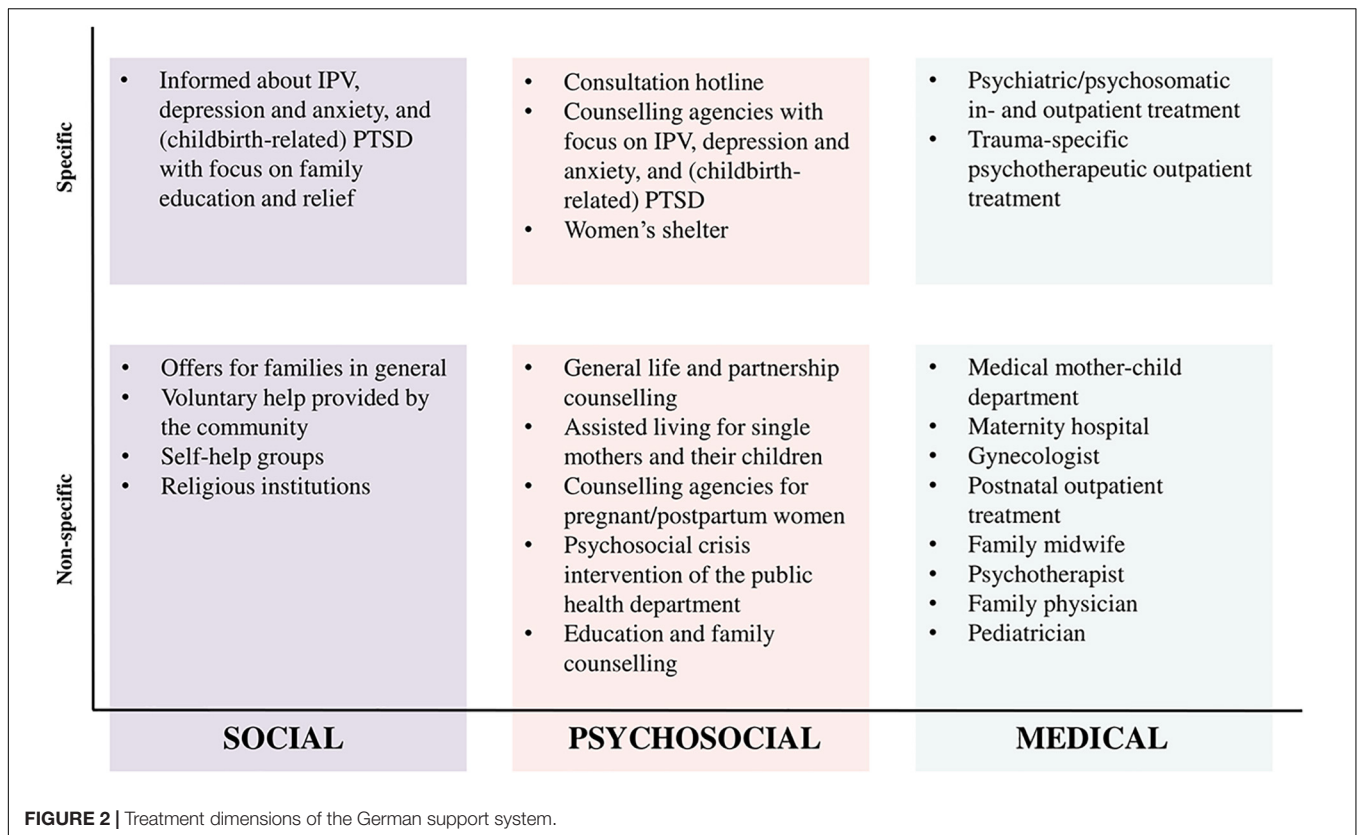 Specific
• Informed about IPV,
depression and anxiety, and
(childbirth-related) PTSD
with focus on family
education and relief
• Consultation hotline
• Counselling agencies with
focus on IPV, depression and
anxiety, and (childbirth-
related) PTSD
• Women's shelter
• Psychiatric/psychosomatic
in- and outpatient treatment
• Trauma-specific
psychotherapeutic outpatient
treatment
Non-specific
• Offers for families in general
• Voluntary help provided by
the community
• Self-help groups
• Religious institutions
• General life and partnership
counselling
• Assisted living for single
mothers and their children
• Counselling agencies for
pregnant/postpartum women
• Psychosocial crisis
intervention of the public
health department
• Education and family
counselling
• Medical mother-child
department
• Maternity hospital
• Gynecologist
• Postnatal outpatient
treatment
• Family midwife
• Psychotherapist
• Family physician
• Pediatrician
SOCIAL
PSYCHOSOCIAL
MEDICAL
FIGURE 2 | Treatment dimensions of the German support system.